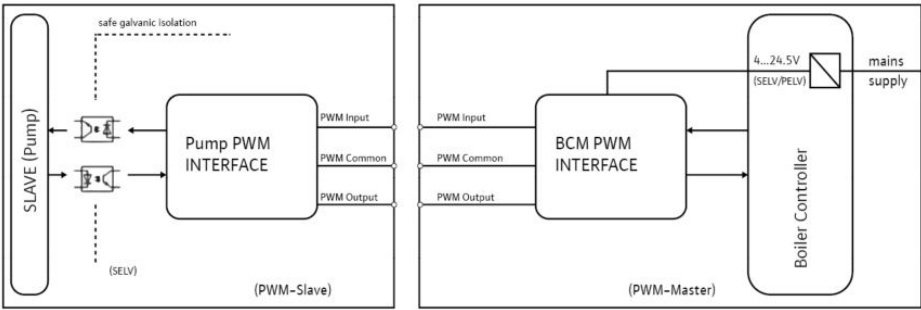 safe galvanic isolation
SLAVE (Pump)
Pump PWM
INTERFACE
PWM Input
PWM Common
PWM Output
(SELV)
(PWM-Slave)
PWM Input
PWM Common
PWM Output
BCM PWM
INTERFACE
4...24.5V
(SELV/PELV)
mains
supply
Boiler Controller
(PWM-Master)